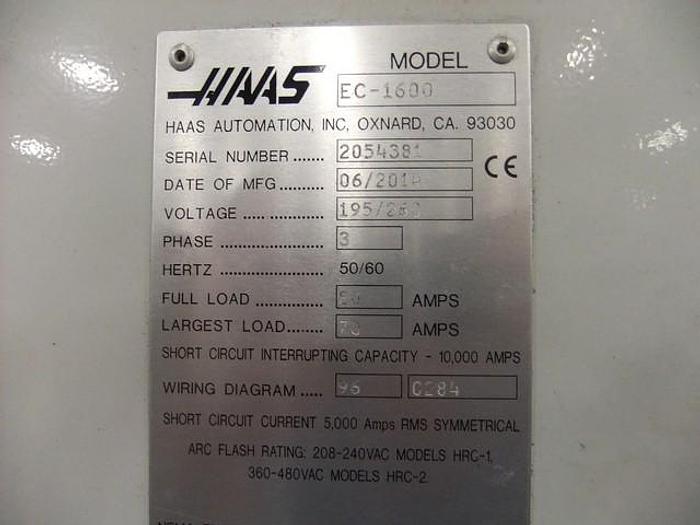 HAAS
MODEL
EC-1600
HAAS AUTOMATION, INC, OXNARD, CA. 93030
SERIAL NUMBER ....... 2054381
CE
DATE OF MFG..........
VOLTAGE ..... ............
PHASE ...................... 3
HERTZ ...................... 50/60
FULL LOAD .............. AMPS
LARGEST LOAD........ 70 AMPS
SHORT CIRCUIT INTERRUPTING CAPACITY - 10,000 AMPS
WIRING DIAGRAM ..... 96 0284
SHORT CIRCUIT CURRENT 5,000 Amps RMS SYMMETRICAL
ARC FLASH RATING: 208-240VAC MODELS HRC-1,
360-480VAC MODELS HRC-2.